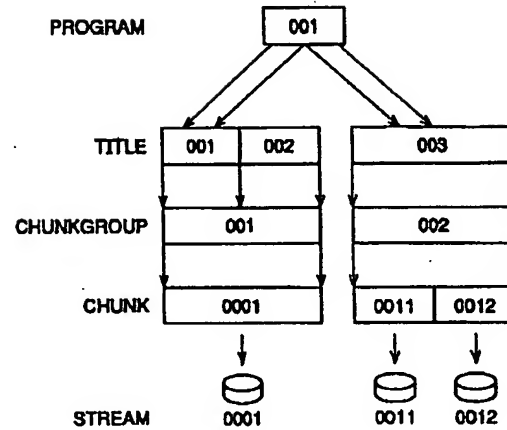 PROGRAM 001
TITLE 001 002 003
CHUNKGROUP 001 002
CHUNK 0001 0011 0012
STREAM 0001 0011 0012